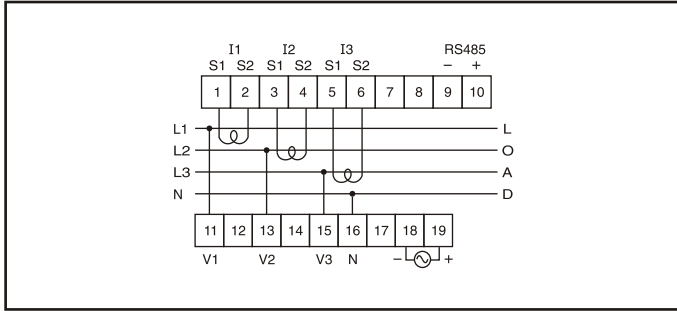 I1 I2 I3 RS485
S1 S2 S1 S2 S1 S2 − +
1 2 3 4 5 6 7 8 9 10
L1 L
L2 O
L3 A
N D
11 12 13 14 15 16 17 18 19
V1 V2 V3 N − +